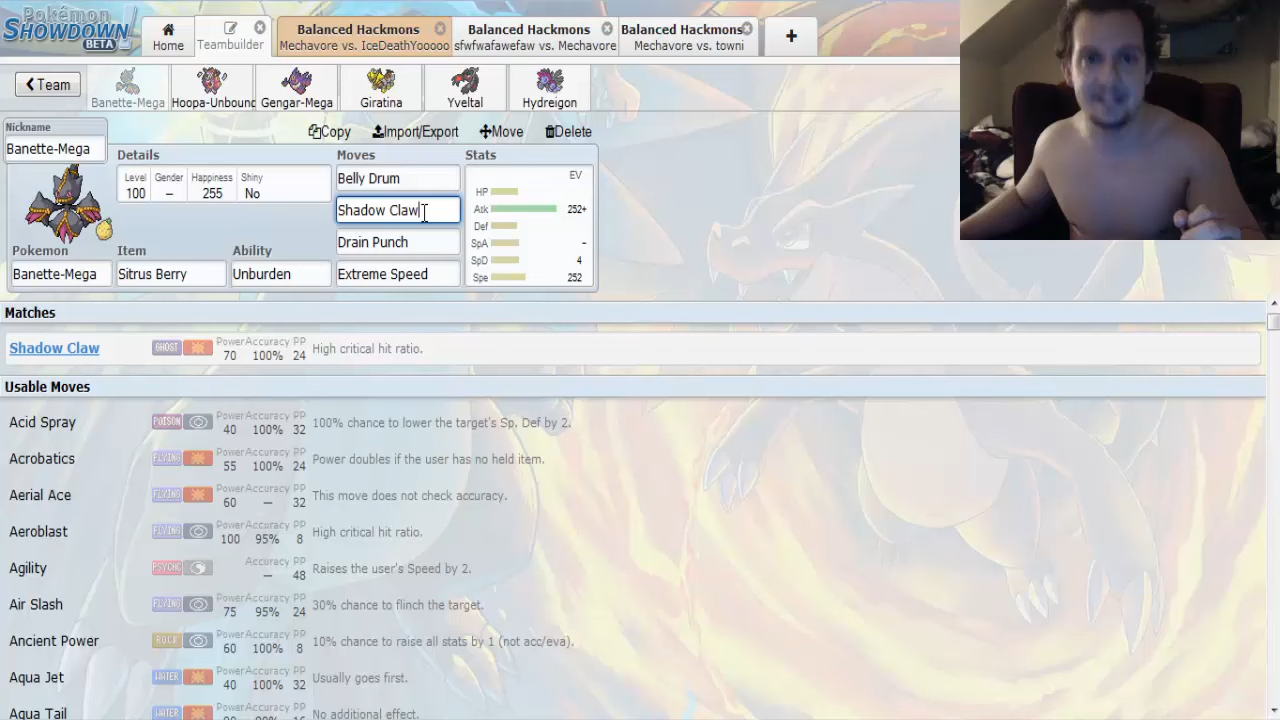 Pokémon
SHOWDOWN
BETA
Home
Teambuilder
Balanced Hackmons
Mechavore vs. IceDeathYooooo
Balanced Hackmons
sfwfwafawefaw vs. Mechavore
Balanced Hackmons
Mechavore vs. towni
+
Team
Banette-Mega
Hoopa-Unbound
Gengar-Mega
Giratina
Yveltal
Hydreigon
Copy
Import/Export
Move
Delete
Nickname
Banette-Mega
Details
Level Gender Happiness Shiny
100 – 255 No
Moves
Belly Drum
Shadow Claw
Drain Punch
Extreme Speed
Stats
EV
HP
Atk 252+
Def
SpA -
SpD 4
Spe 252
Pokemon
Banette-Mega
Item
Sitrus Berry
Ability
Unburden
Matches
Shadow Claw GHOST Power 70 Accuracy 100% PP 24 High critical hit ratio.
Usable Moves
Acid Spray POISON Power 40 Accuracy 100% PP 32 100% chance to lower the target's Sp. Def by 2.
Acrobatics FLYING Power 55 Accuracy 100% PP 24 Power doubles if the user has no held item.
Aerial Ace FLYING Power 60 Accuracy — PP 32 This move does not check accuracy.
Aeroblast FLYING Power 100 Accuracy 95% PP 8 High critical hit ratio.
Agility PSYCHC Accuracy — PP 48 Raises the user's Speed by 2.
Air Slash FLYING Power 75 Accuracy 95% PP 24 30% chance to flinch the target.
Ancient Power ROCK Power 60 Accuracy 100% PP 8 10% chance to raise all stats by 1 (not acc/eva).
Aqua Jet WATER Power 40 Accuracy 100% PP 32 Usually goes first.
Aqua Tail WATER Power Accuracy PP No additional effect.